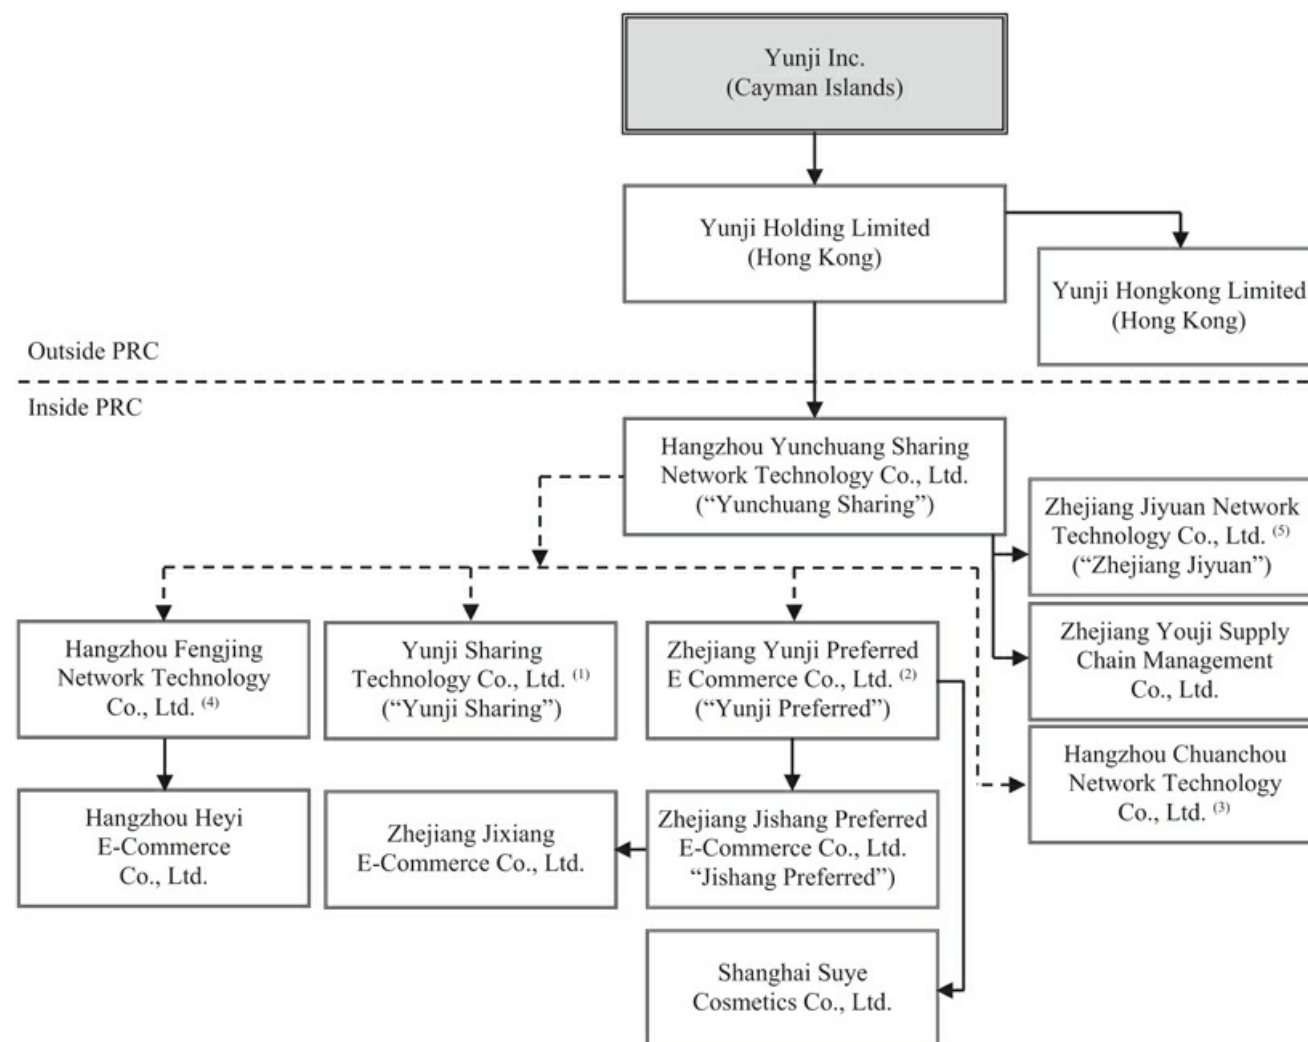 Yunji Inc.
(Cayman Islands)
Yunji Holding Limited
(Hong Kong)
Yunji Hongkong Limited
(Hong Kong)
Outside PRC
Inside PRC
Hangzhou Yunchuang Sharing
Network Technology Co., Ltd.
(“Yunchuang Sharing”)
Zhejiang Jiyuan Network
Technology Co., Ltd. (5)
(“Zhejiang Jiyuan”)
Hangzhou Fengjing
Network Technology
Co., Ltd. (4)
Yunji Sharing
Technology Co., Ltd. (1)
(“Yunji Sharing”)
Zhejiang Yunji Preferred
E Commerce Co., Ltd. (2)
(“Yunji Preferred”)
Zhejiang Youji Supply
Chain Management
Co., Ltd.
Hangzhou Chuanchou
Network Technology
Co., Ltd. (3)
Hangzhou Heyi
E-Commerce
Co., Ltd.
Zhejiang Jixiang
E-Commerce Co., Ltd.
Zhejiang Jishang Preferred
E-Commerce Co., Ltd.
“Jishang Preferred”)
Shanghai Suye
Cosmetics Co., Ltd.